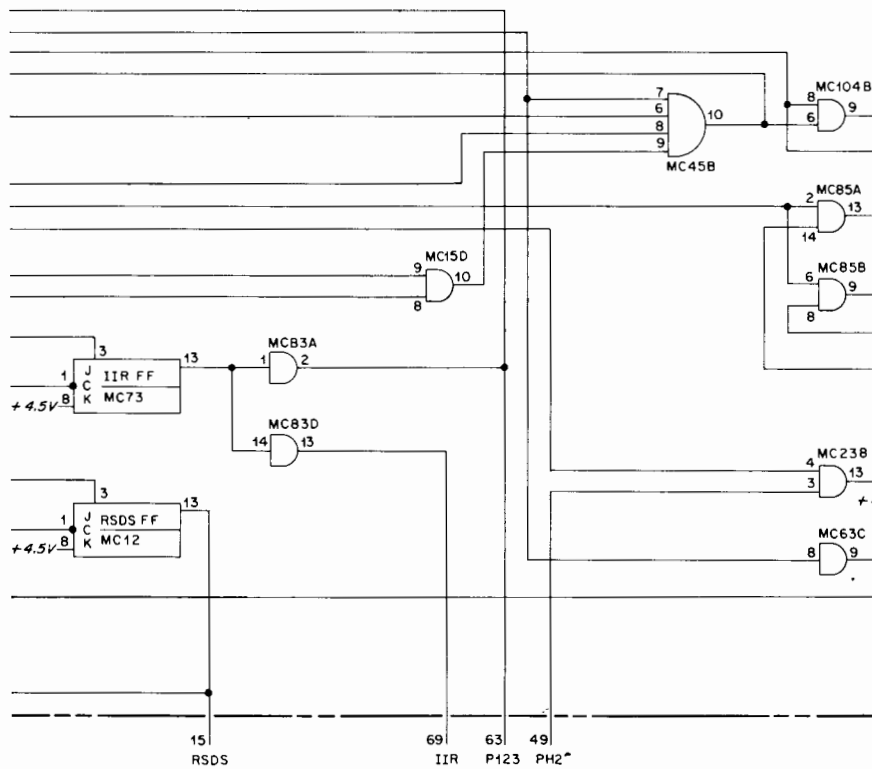 MC104B
8
9
6
7
6
8
9
10
MC45B
MC85A
2
13
14
MC15D
9
10
8
MC85B
6
9
8
3
13
1
J
C
K
IIR FF
MC73
8
+4.5V
MC83A
1
2
MC83D
14
13
MC23B
4
13
3
3
13
1
J
C
K
RSDS FF
MC12
8
+4.5V
MC63C
8
9
15
RSDS
69
IIR
63
P123
49
PH2